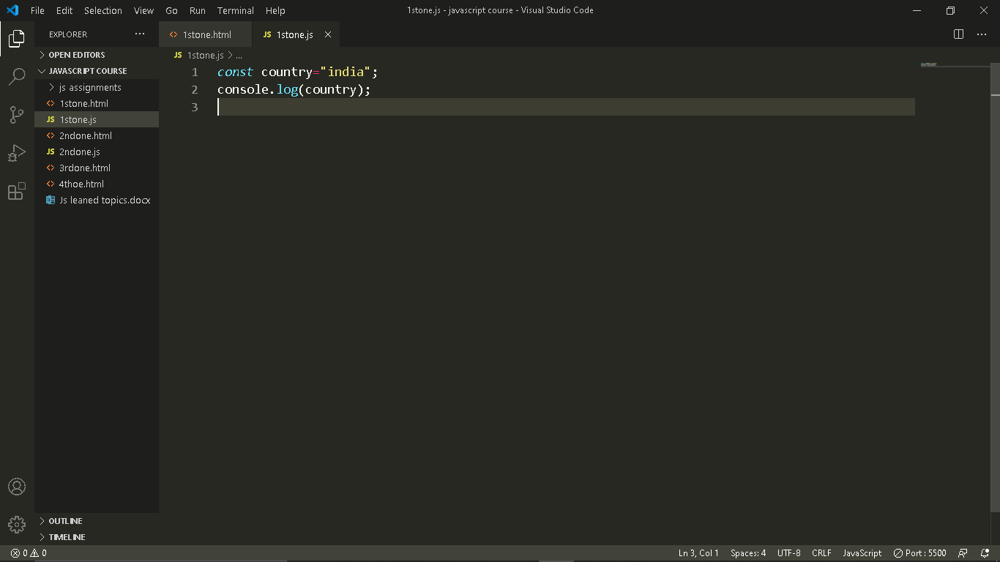 File Edit Selection View Go Run Terminal Help 1stone.js - javascript course - Visual Studio Code
EXPLORER ... 1stone.html JS 1stone.js
OPEN EDITORS
JAVASCRIPT COURSE
js assignments
1stone.html
JS 1stone.js
2ndone.html
JS 2ndone.js
3rdone.html
4thoe.html
Js leaned topics.docx
OUTLINE
TIMELINE
JS 1stone.js > ...
1 const country="india";
2 console.log(country);
3
0 0 Ln 3, Col 1 Spaces: 4 UTF-8 CRLF JavaScript Port : 5500